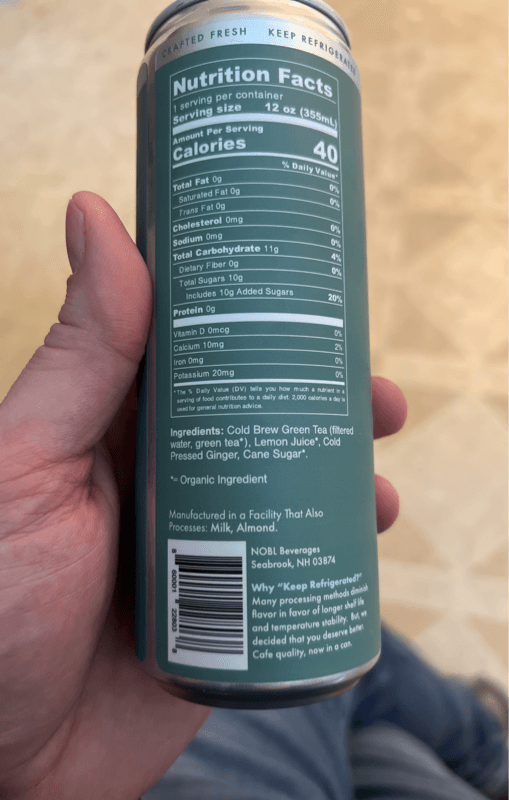 CRAFTED FRESH KEEP REFRIGERATED
Nutrition Facts
1 serving per container
Serving size 12 oz (355mL)
Amount Per Serving
Calories 40
% Daily Value*
Total Fat 0g 0%
Saturated Fat 0g 0%
Trans Fat 0g
Cholesterol 0mg 0%
Sodium 0mg 0%
Total Carbohydrate 11g 4%
Dietary Fiber 0g 0%
Total Sugars 10g
Includes 10g Added Sugars 20%
Protein 0g
Vitamin D 0mcg 0%
Calcium 10mg 2%
Iron 0mg 0%
Potassium 20mg 0%
*The % Daily Value (DV) tells you how much a nutrient in a
serving of food contributes to a daily diet. 2,000 calories a day is
used for general nutrition advice.
Ingredients: Cold Brew Green Tea (filtered
water, green tea*), Lemon Juice*, Cold
Pressed Ginger, Cane Sugar*.
*= Organic Ingredient
Manufactured in a Facility That Also
Processes: Milk, Almond.
NOBL Beverages
Seabrook, NH 03874
Why "Keep Refrigerated?"
Many processing methods diminish
flavor in favor of longer shelf life
and temperature stability. But, we
decided that you deserve better.
Cafe quality, now in a can.